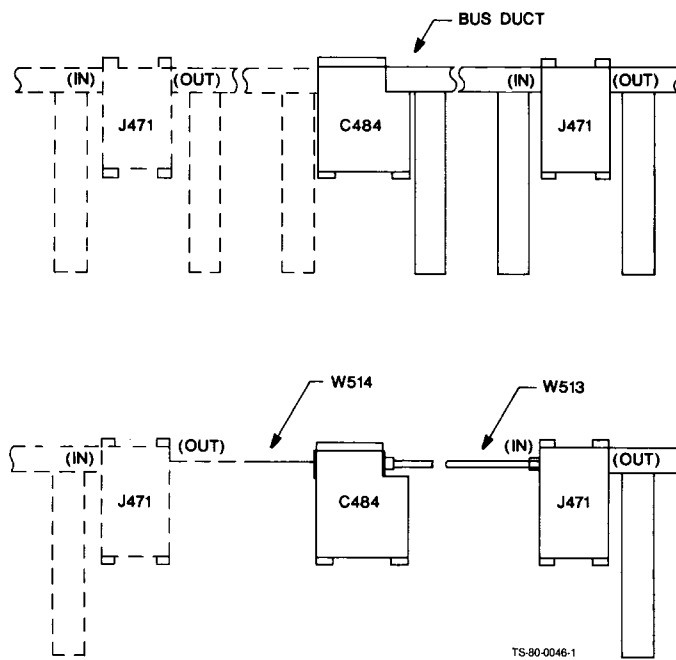 BUS DUCT
(IN) (OUT) (IN) (OUT)
J471 C484 J471
W514 W513
(OUT) (IN)
(IN) (OUT)
J471 C484 J471
TS-80-0046-1